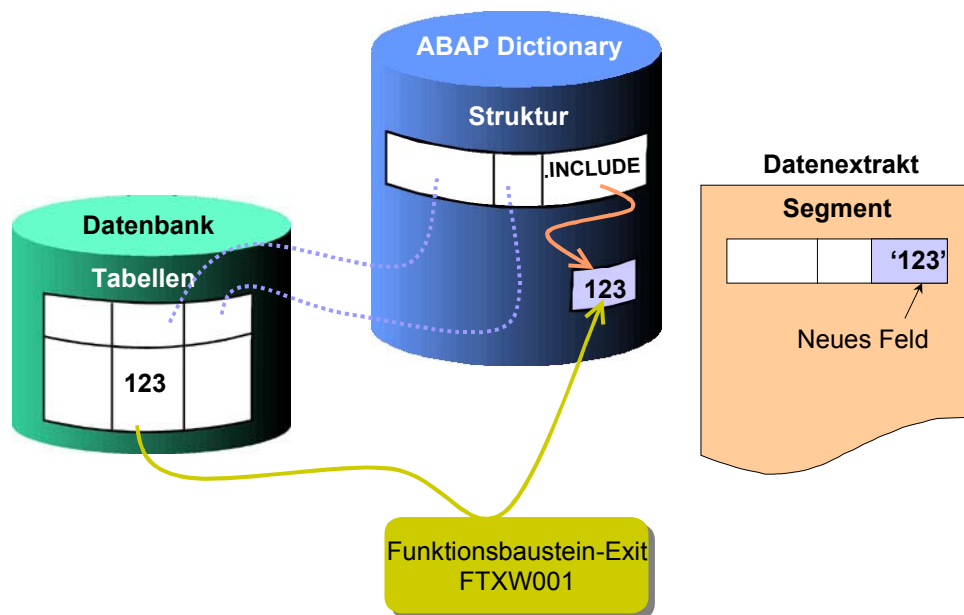 ABAP Dictionary
Struktur
.INCLUDE
123
Datenbank
Tabellen
123
Datenextrakt
Segment
‘123’
Neues Feld
Funktionsbaustein-Exit
FTXW001